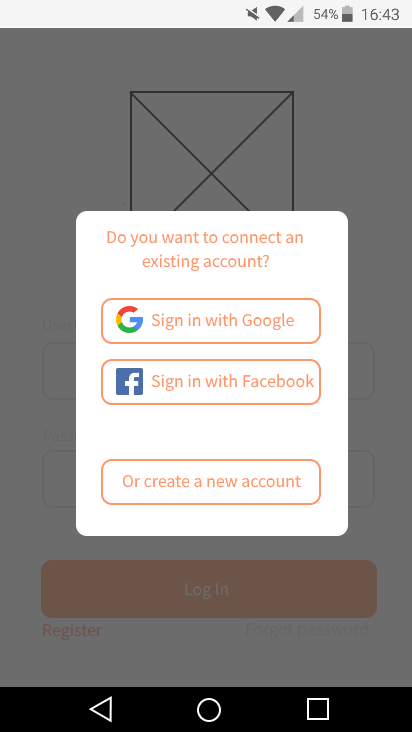 54% 16:43
Do you want to connect an
existing account?
Sign in with Google
Sign in with Facebook
Or create a new account
Log In
Register Forgot password